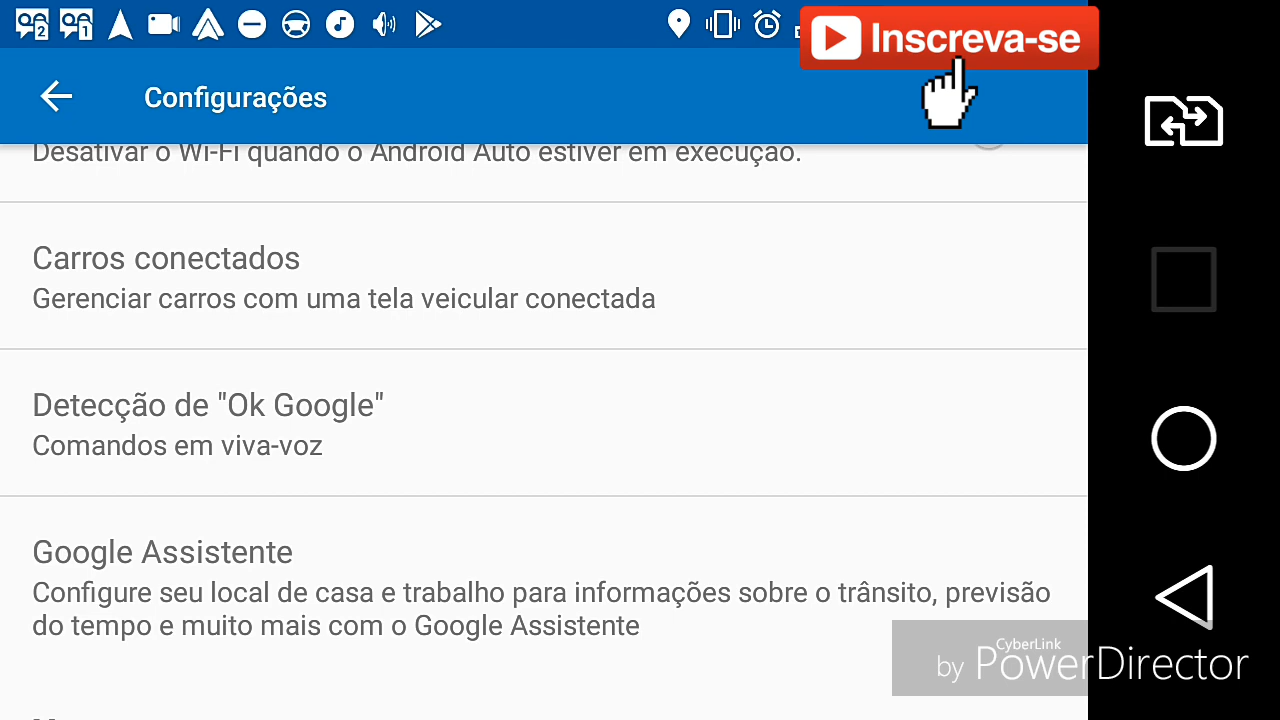 2
1
Inscreva-se
Configurações
Desativar o Wi-Fi quando o Android Auto estiver em execução.
Carros conectados
Gerenciar carros com uma tela veicular conectada
Detecção de "Ok Google"
Comandos em viva-voz
Google Assistente
Configure seu local de casa e trabalho para informações sobre o trânsito, previsão
do tempo e muito mais com o Google Assistente
CyberLink
by PowerDirector